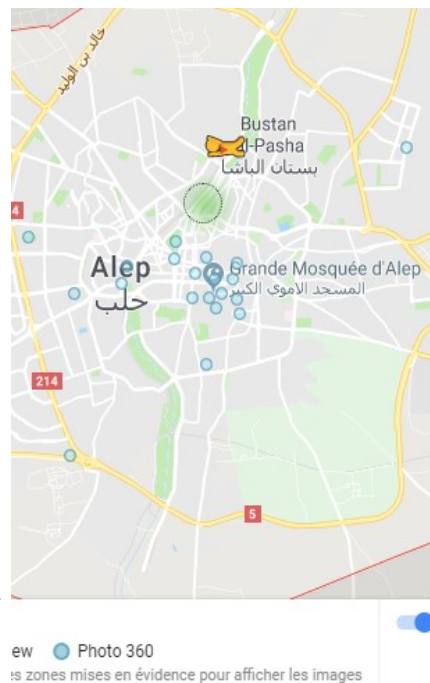 خالد بن الوليد
Bustan
al-Pasha
بستان الباشا
4
Alep
حلب
Grande Mosquée d'Alep
المسجد الاموي الكبير
214
5
ew Photo 360
es zones mises en évidence pour afficher les images